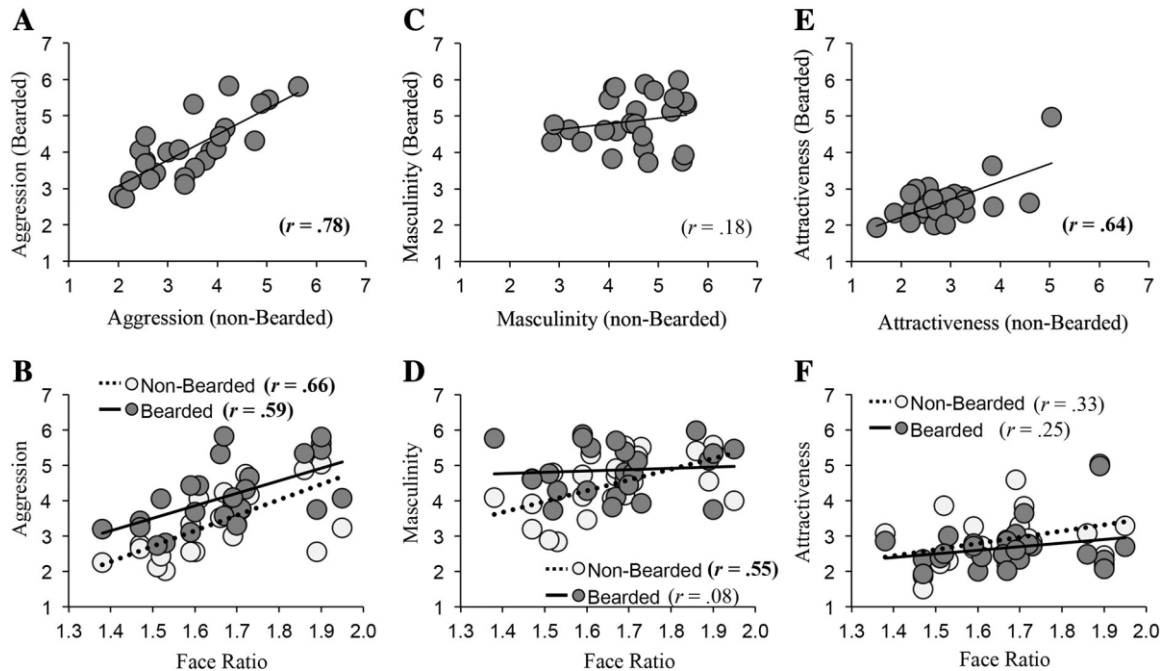 A
Aggression (Bearded)
7
6
5
4
3
2
1
(r = .78)
1 2 3 4 5 6 7
Aggression (non-Bearded)
C
Masculinity (Bearded)
7
6
5
4
3
2
1
(r = .18)
1 2 3 4 5 6 7
Masculinity (non-Bearded)
E
Attractiveness (Bearded)
7
6
5
4
3
2
1
(r = .64)
1 2 3 4 5 6 7
Attractiveness (non-Bearded)
B
Aggression
7
6
5
4
3
2
1
Non-Bearded (r = .66)
Bearded (r = .59)
1.3 1.4 1.5 1.6 1.7 1.8 1.9 2.0
Face Ratio
D
Masculinity
7
6
5
4
3
2
1
Non-Bearded (r = .55)
Bearded (r = .08)
1.3 1.4 1.5 1.6 1.7 1.8 1.9 2.0
Face Ratio
F
Attractiveness
7
6
5
4
3
2
1
Non-Bearded (r = .33)
Bearded (r = .25)
1.3 1.4 1.5 1.6 1.7 1.8 1.9 2.0
Face Ratio